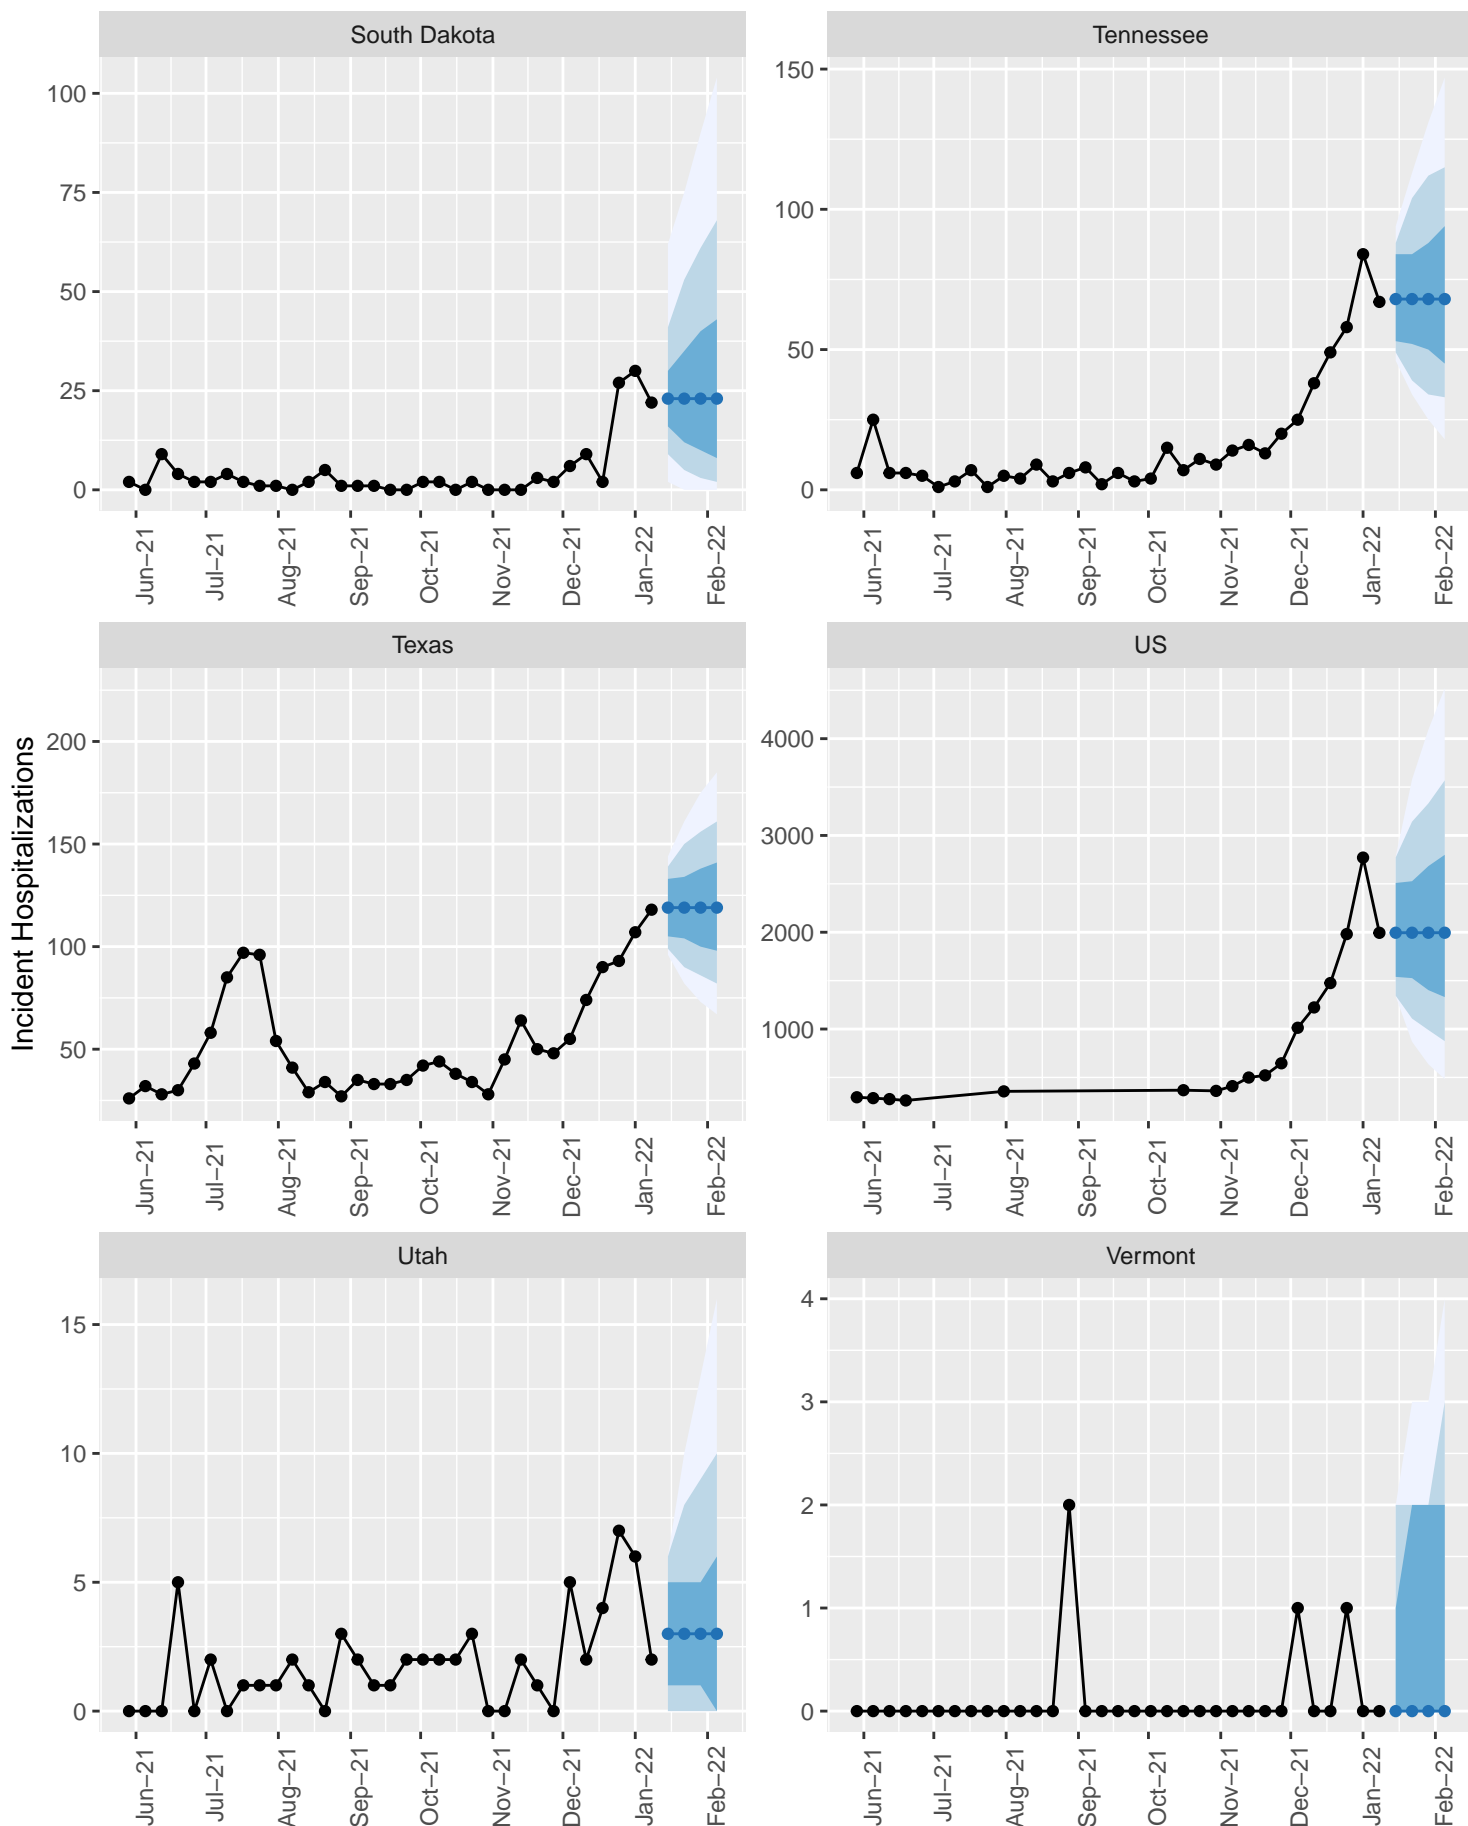 South Dakota
Tennessee
100
75
50
25
0
150
100
50
0
Jun−21
Jul−21
Aug−21
Sep−21
Oct−21
Nov−21
Dec−21
Jan−22
Feb−22
Jun−21
Jul−21
Aug−21
Sep−21
Oct−21
Nov−21
Dec−21
Jan−22
Feb−22
Incident Hospitalizations
Texas
US
200
150
100
50
4000
3000
2000
1000
Jun−21
Jul−21
Aug−21
Sep−21
Oct−21
Nov−21
Dec−21
Jan−22
Feb−22
Jun−21
Jul−21
Aug−21
Sep−21
Oct−21
Nov−21
Dec−21
Jan−22
Feb−22
Utah
Vermont
15
10
5
0
4
3
2
1
0
Jun−21
Jul−21
Aug−21
Sep−21
Oct−21
Nov−21
Dec−21
Jan−22
Feb−22
Jun−21
Jul−21
Aug−21
Sep−21
Oct−21
Nov−21
Dec−21
Jan−22
Feb−22